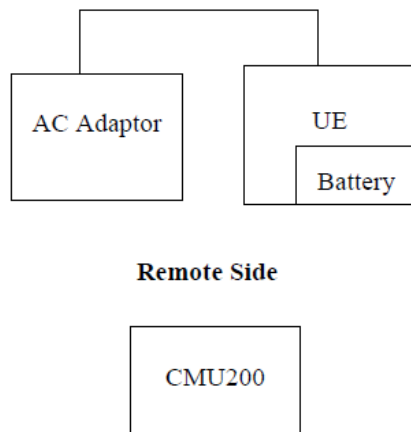 AC Adaptor
UE
Battery
Remote Side
CMU200